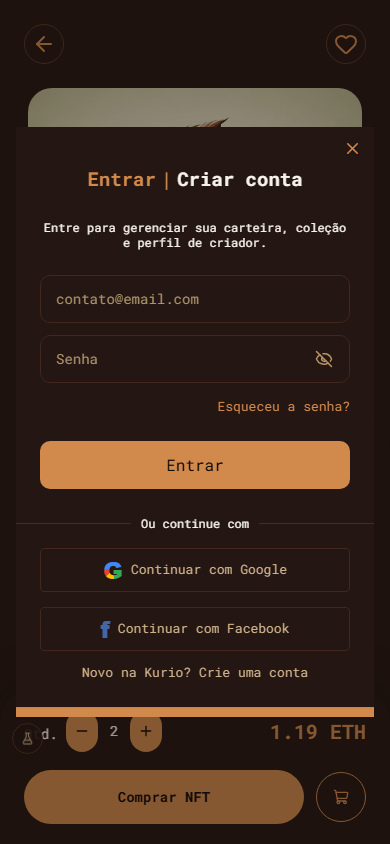 Entrar | Criar conta
Entre para gerenciar sua carteira, coleção
e perfil de criador.
contato@email.com
Senha
Esqueceu a senha?
Entrar
Ou continue com
Continuar com Google
Continuar com Facebook
Novo na Kurio? Crie uma conta
2 1.19 ETH
Comprar NFT